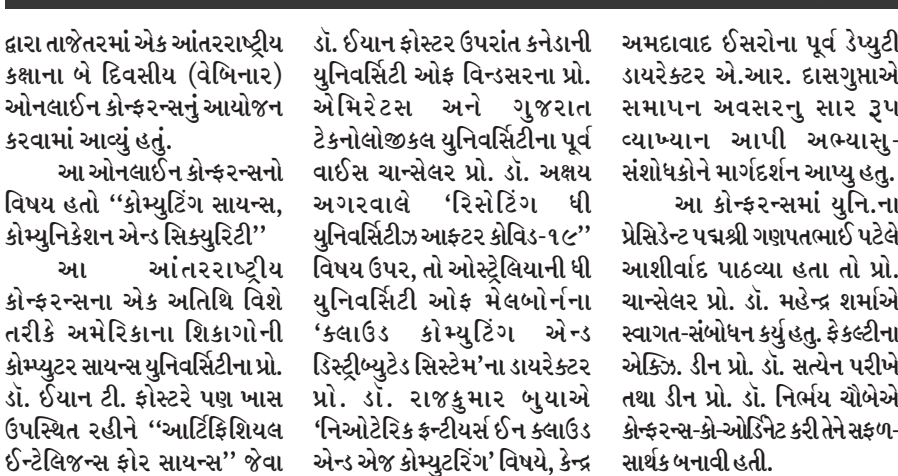 દ્વારા તાજેતરમાં એક આંતરરાષ્ટ્રીય
કક્ષાના બે દિવસીય (વેબિનાર)
ઓનલાઈન કોન્ફરન્સનું આયોજન
કરવામાં આવ્યું હતું.
આ ઓનલાઈન કોન્ફરન્સનો
વિષય હતો ‘‘કોમ્યુટિંગ સાયન્સ,
કોમ્યુનિકેશન એન્ડ સિક્યુરિટી’’
આ આંતરરાષ્ટ્રીય
કોન્ફરન્સના એક અતિથિ વિશે
તરીકે અમેરિકાના શિકાગોની
કોમ્પ્યુટર સાયન્સ યુનિવર્સિટીના પ્રો.
ડૉ. ઈયાન ટી. ફોસ્ટરે પણ ખાસ
ઉપસ્થિત રહીને ‘‘આર્ટિફિશિયલ
ઈન્ટેલિજન્સ ફોર સાયન્સ’’ જેવા
ડૉ. ઈયાન ફોસ્ટર ઉપરાંત કનેડાની
યુનિવર્સિટી ઓફ વિન્ડસરના પ્રો.
એમિરેટસ અને ગુજરાત
ટેકનોલોજીકલ યુનિવર્સિટીના પૂર્વ
વાઈસ ચાન્સેલર પ્રો. ડૉ. અક્ષય
અગરવાલે ‘રિસેટિંગ ધી
યુનિવર્સિટીઝ આફ્ટર કોવિડ-૧૯’’
વિષય ઉપર, તો ઓસ્ટ્રેલિયાની ધી
યુનિવર્સિટી ઓફ મેલબોર્નના
‘ક્લાઉડ કોમ્યુટિંગ એન્ડ
ડિસ્ટ્રીબ્યુટેડ સિસ્ટેમ’ના ડાયરેક્ટર
પ્રો. ડૉ. રાજકુમાર બુયાએ
‘નિઓટેરિક ફ્રન્ટીયર્સ ઈન ક્લાઉડ
એન્ડ એજ કોમ્યુટરિંગ’ વિષયે, કેન્દ્ર
અમદાવાદ ઈસરોના પૂર્વ ડેપ્યુટી
ડાયરેક્ટર એ.આર. દાસગુપ્તાએ
સમાપન અવસરનુ સાર રૂપ
વ્યાખ્યાન આપી અભ્યાસુ-
સંશોધકોને માર્ગદર્શન આપ્યુ હતુ.
આ કોન્ફરન્સમાં યુનિ.ના
પ્રેસિડેન્ટ પદ્મશ્રી ગણપતભાઈ પટેલે
આશીર્વાદ પાઠવ્યા હતા તો પ્રો.
ચાન્સેલર પ્રો. ડૉ. મહેન્દ્ર શર્માએ
સ્વાગત-સંબોધન કર્યુ હતુ. ફેકલ્ટીના
એક્ઝિ. ડીન પ્રો. ડૉ. સત્યેન પરીખે
તથા ડીન પ્રો. ડૉ. નિર્ભય ચૌબેએ
કોન્ફરન્સ-કો-ઓર્ડિનેટ કરી તેને સફળ-
સાર્થક બનાવી હતી.